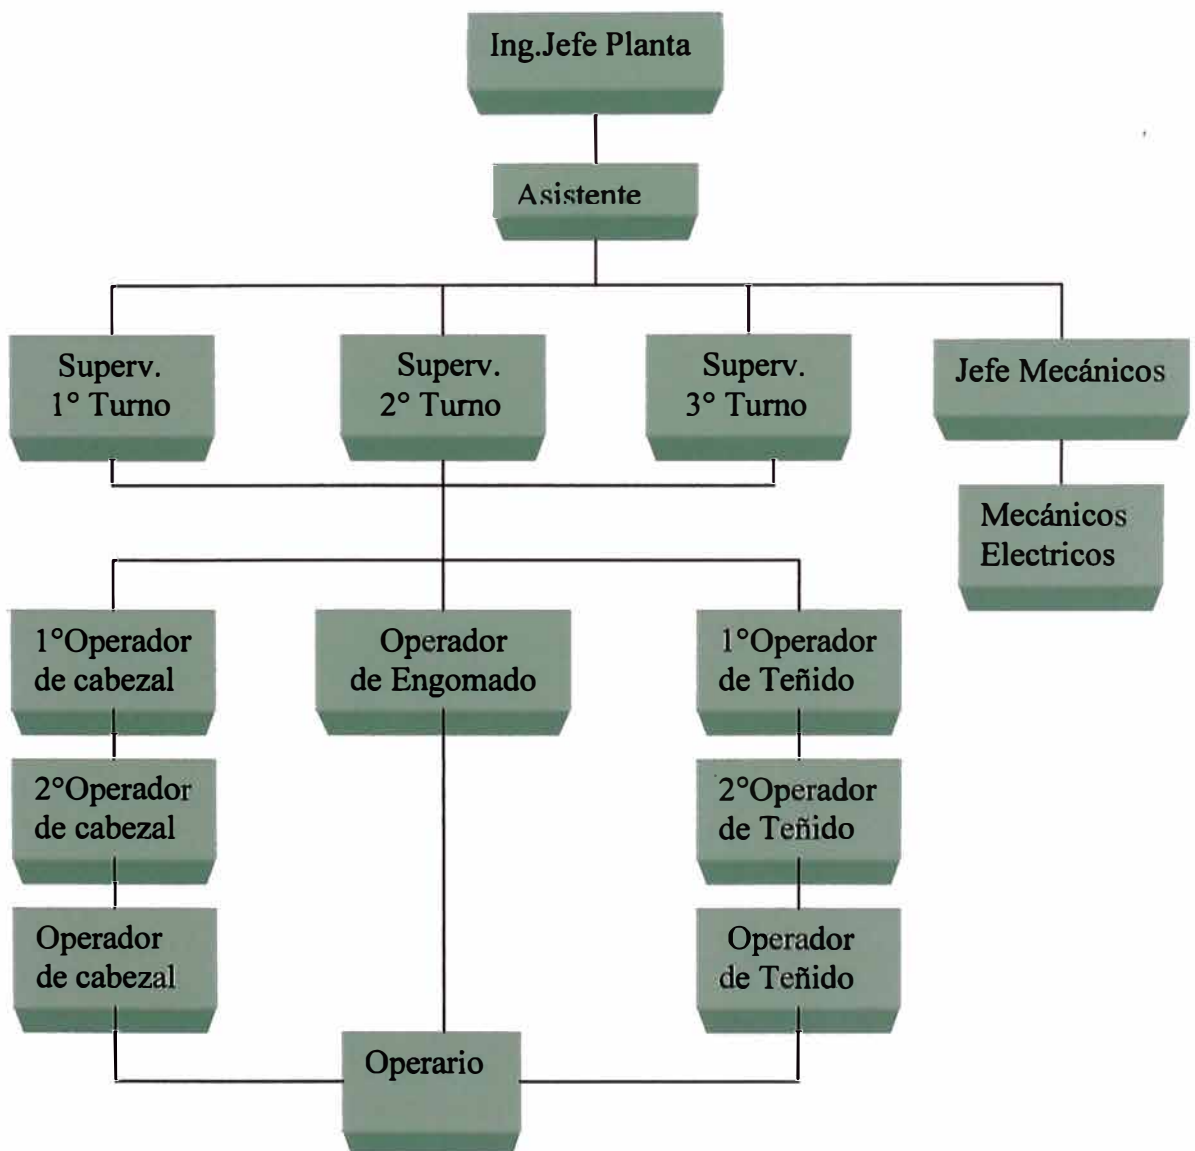 Ing.Jefe Planta
Asistente
Superv.
1° Turno
Superv.
2° Turno
Superv.
3° Turno
Jefe Mecánicos
Mecánicos
Electricos
1°Operador
de cabezal
Operador
de Engomado
1°Operador
de Teñido
2°Operador
de cabezal
2°Operador
de Teñido
Operador
de cabezal
Operador
de Teñido
Operario